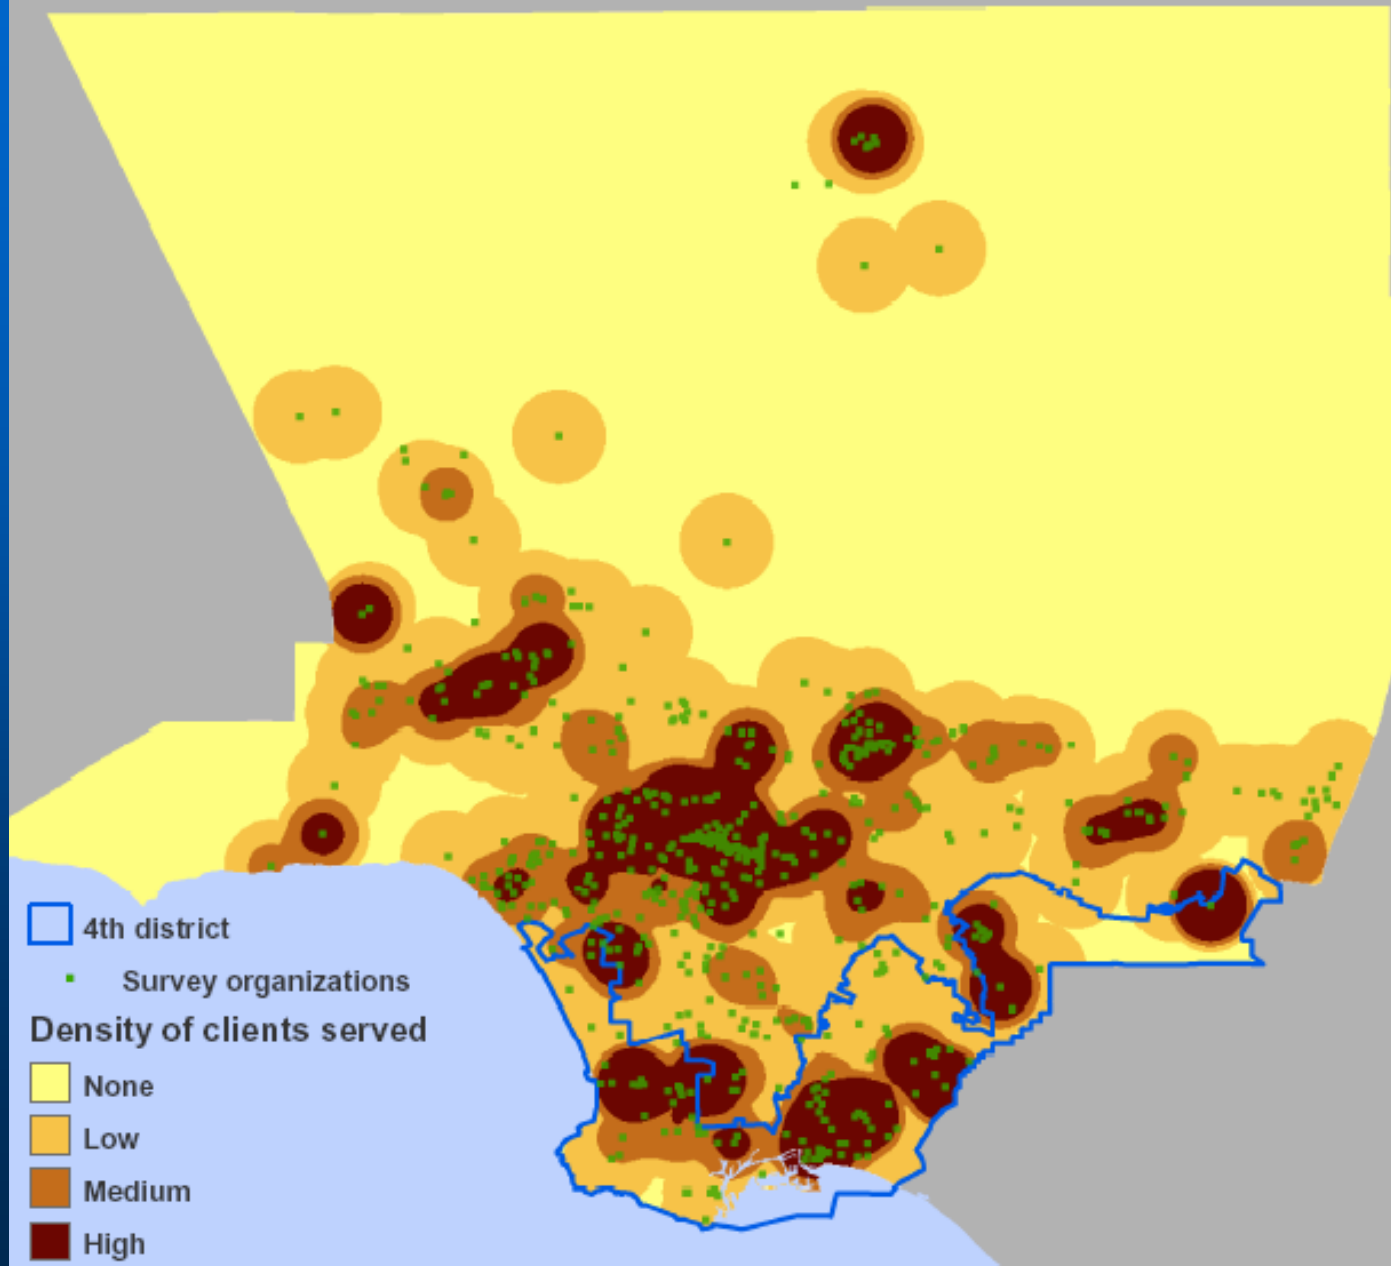 4th district
Survey organizations
Density of clients served
None
Low
Medium
High